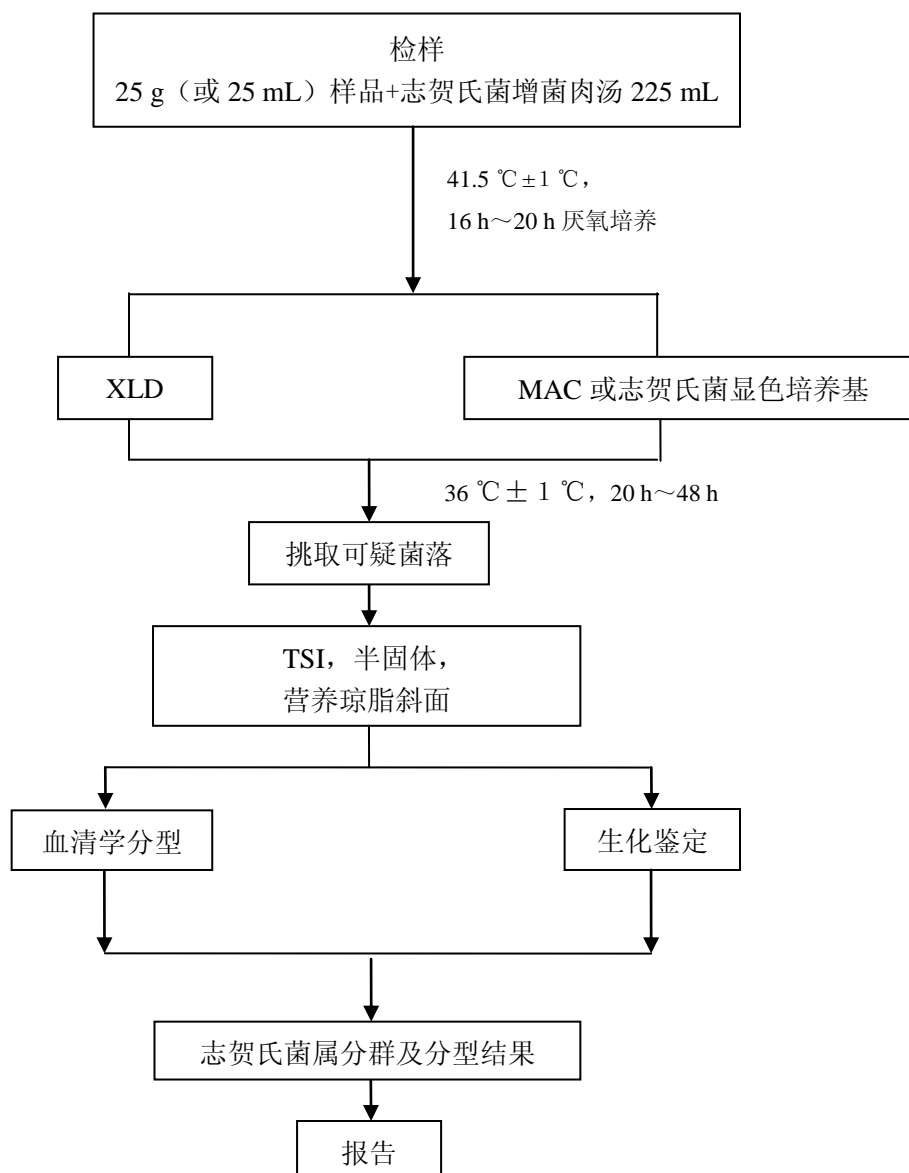 检样
25 g（或 25 mL）样品+志贺氏菌增菌肉汤 225 mL
41.5 ℃±1 ℃，
16 h～20 h 厌氧培养
XLD
MAC 或志贺氏菌显色培养基
36 ℃± 1 ℃，20 h～48 h
挑取可疑菌落
TSI，半固体，
营养琼脂斜面
血清学分型
生化鉴定
志贺氏菌属分群及分型结果
报告